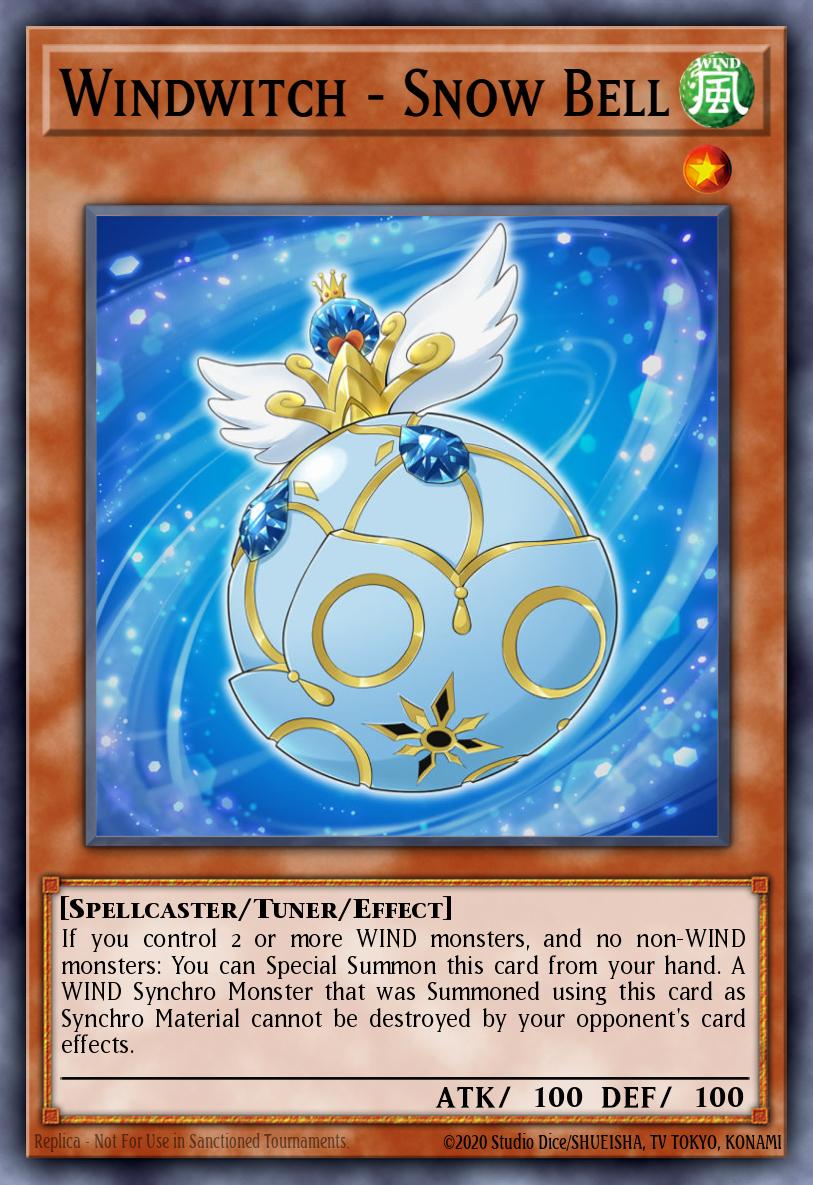 Windwitch - Snow Bell
WIND
風
[Spellcaster/Tuner/Effect]
If you control 2 or more WIND monsters, and no non-WIND
monsters: You can Special Summon this card from your hand. A
WIND Synchro Monster that was Summoned using this card as
Synchro Material cannot be destroyed by your opponent's card
effects.
ATK/ 100 DEF/ 100
Replica - Not For Use in Sanctioned Tournaments.
©2020 Studio Dice/SHUEISHA, TV TOKYO, KONAMI